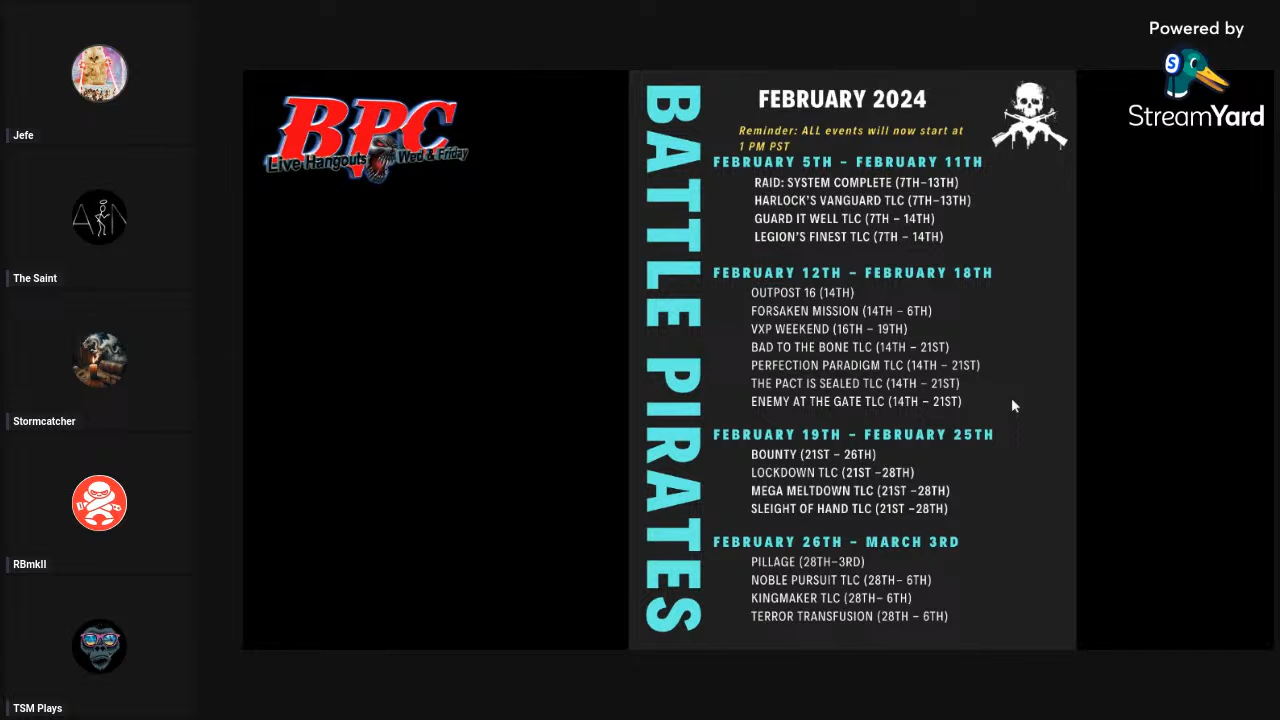 Powered by
StreamYard
Jefe
The Saint
Stormcatcher
RBmkII
TSM Plays
BPC
Live Hangouts Wed & Friday
BATTLE PIRATES
FEBRUARY 2024
Reminder: ALL events will now start at
1 PM PST
FEBRUARY 5TH – FEBRUARY 11TH
RAID: SYSTEM COMPLETE (7TH–13TH)
HARLOCK'S VANGUARD TLC (7TH–13TH)
GUARD IT WELL TLC (7TH – 14TH)
LEGION'S FINEST TLC (7TH – 14TH)
FEBRUARY 12TH – FEBRUARY 18TH
OUTPOST 16 (14TH)
FORSAKEN MISSION (14TH – 6TH)
VXP WEEKEND (16TH – 19TH)
BAD TO THE BONE TLC (14TH – 21ST)
PERFECTION PARADIGM TLC (14TH – 21ST)
THE PACT IS SEALED TLC (14TH – 21ST)
ENEMY AT THE GATE TLC (14TH – 21ST)
FEBRUARY 19TH – FEBRUARY 25TH
BOUNTY (21ST – 26TH)
LOCKDOWN TLC (21ST –28TH)
MEGA MELTDOWN TLC (21ST –28TH)
SLEIGHT OF HAND TLC (21ST –28TH)
FEBRUARY 26TH – MARCH 3RD
PILLAGE (28TH–3RD)
NOBLE PURSUIT TLC (28TH– 6TH)
KINGMAKER TLC (28TH– 6TH)
TERROR TRANSFUSION (28TH – 6TH)